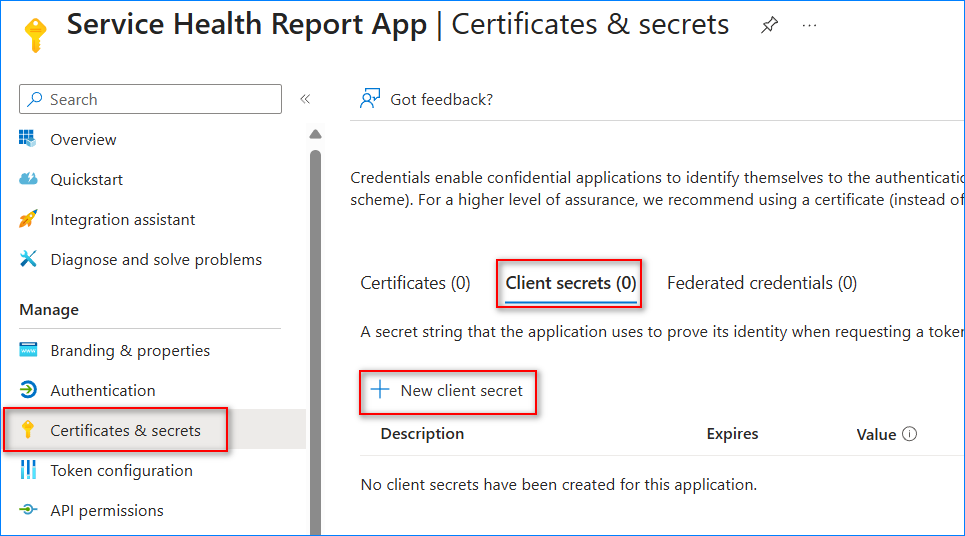 Service Health Report App | Certificates & secrets
Search
Got feedback?
Overview
Quickstart
Integration assistant
Diagnose and solve problems
Manage
Branding & properties
Authentication
Certificates & secrets
Token configuration
API permissions
Credentials enable confidential applications to identify themselves to the authenticatio
scheme). For a higher level of assurance, we recommend using a certificate (instead of
Certificates (0) Client secrets (0) Federated credentials (0)
A secret string that the application uses to prove its identity when requesting a token
New client secret
Description Expires Value
No client secrets have been created for this application.